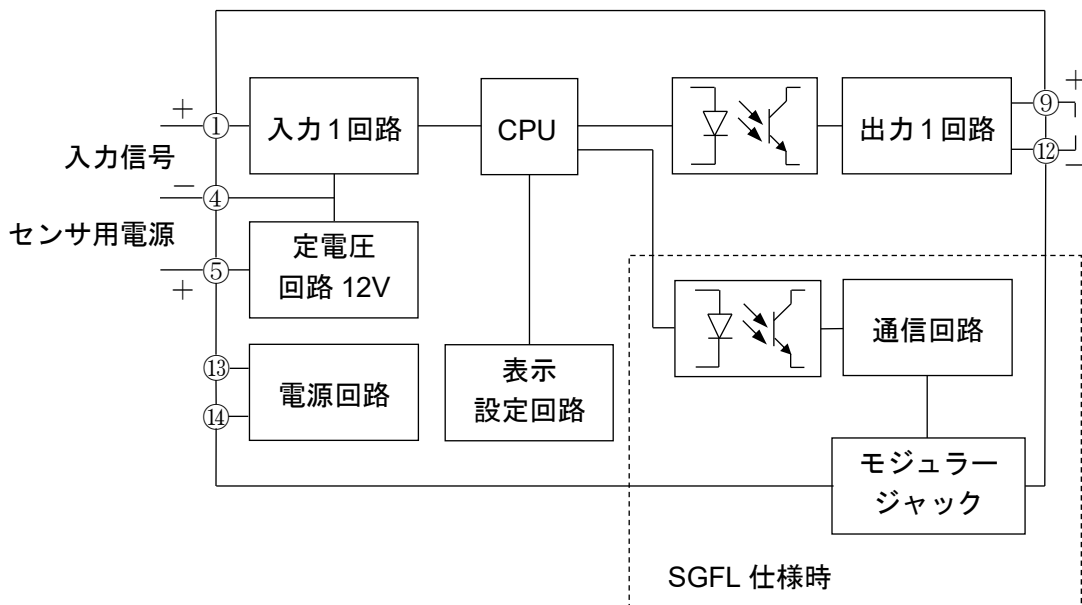 ＋
①
入力1回路
CPU
出力1回路
⑨
＋
入力信号
⑫
－
－
④
センサ用電源
⑤
＋
定電圧
回路 12V
⑬
⑭
電源回路
表示
設定回路
通信回路
モジュラー
ジャック
SGFL 仕様時